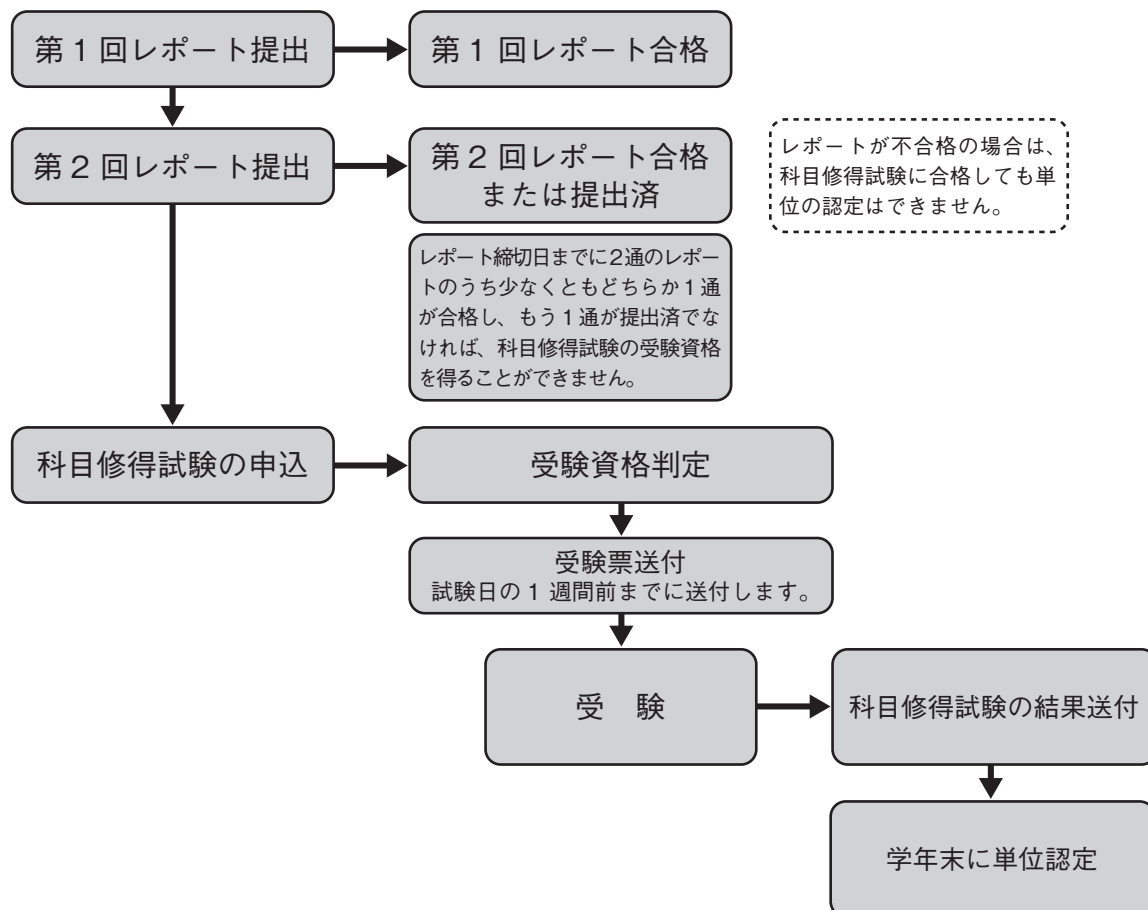 第1回レポート提出
第1回レポート合格
第2回レポート提出
第2回レポート合格
または提出済
レポートが不合格の場合は、
科目修得試験に合格しても単
位の認定はできません。
レポート締切日までに2通のレポー
トのうち少なくともどちらか1通
が合格し、もう1通が提出済でな
ければ、科目修得試験の受験資格
を得ることができません。
科目修得試験の申込
受験資格判定
受験票送付
試験日の1週間前までに送付します。
受　験
科目修得試験の結果送付
学年末に単位認定